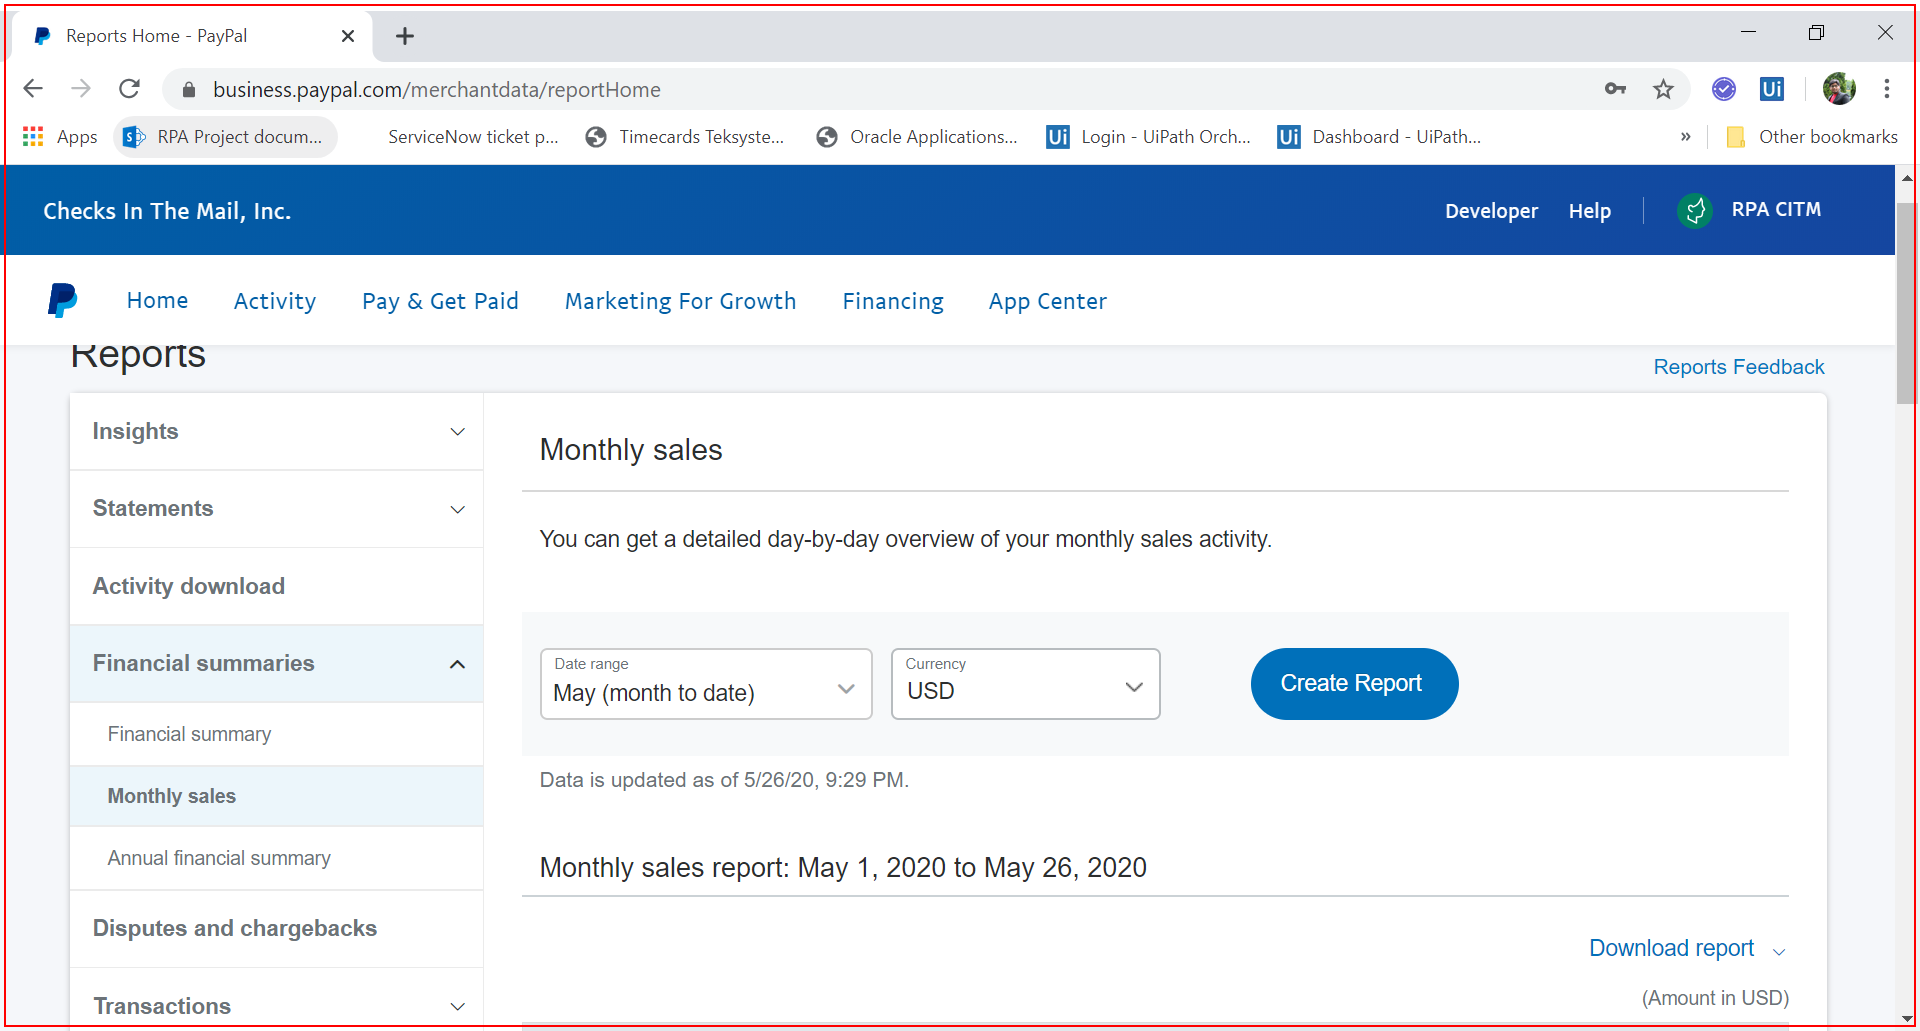 Reports Home - PayPal
business.paypal.com/merchantdata/reportHome
Ui
Apps
RPA Project docum...
ServiceNow ticket p...
Timecards Teksyste...
Oracle Applications...
Ui Login - UiPath Orch...
Ui Dashboard - UiPath...
»
Other bookmarks
Checks In The Mail, Inc.
Developer
Help
RPA CITM
Home
Activity
Pay & Get Paid
Marketing For Growth
Financing
App Center
Reports
Reports Feedback
Insights
Statements
Activity download
Financial summaries
Financial summary
Monthly sales
Annual financial summary
Disputes and chargebacks
Transactions
Monthly sales
You can get a detailed day-by-day overview of your monthly sales activity.
Date range
May (month to date)
Currency
USD
Create Report
Data is updated as of 5/26/20, 9:29 PM.
Monthly sales report: May 1, 2020 to May 26, 2020
Download report
(Amount in USD)